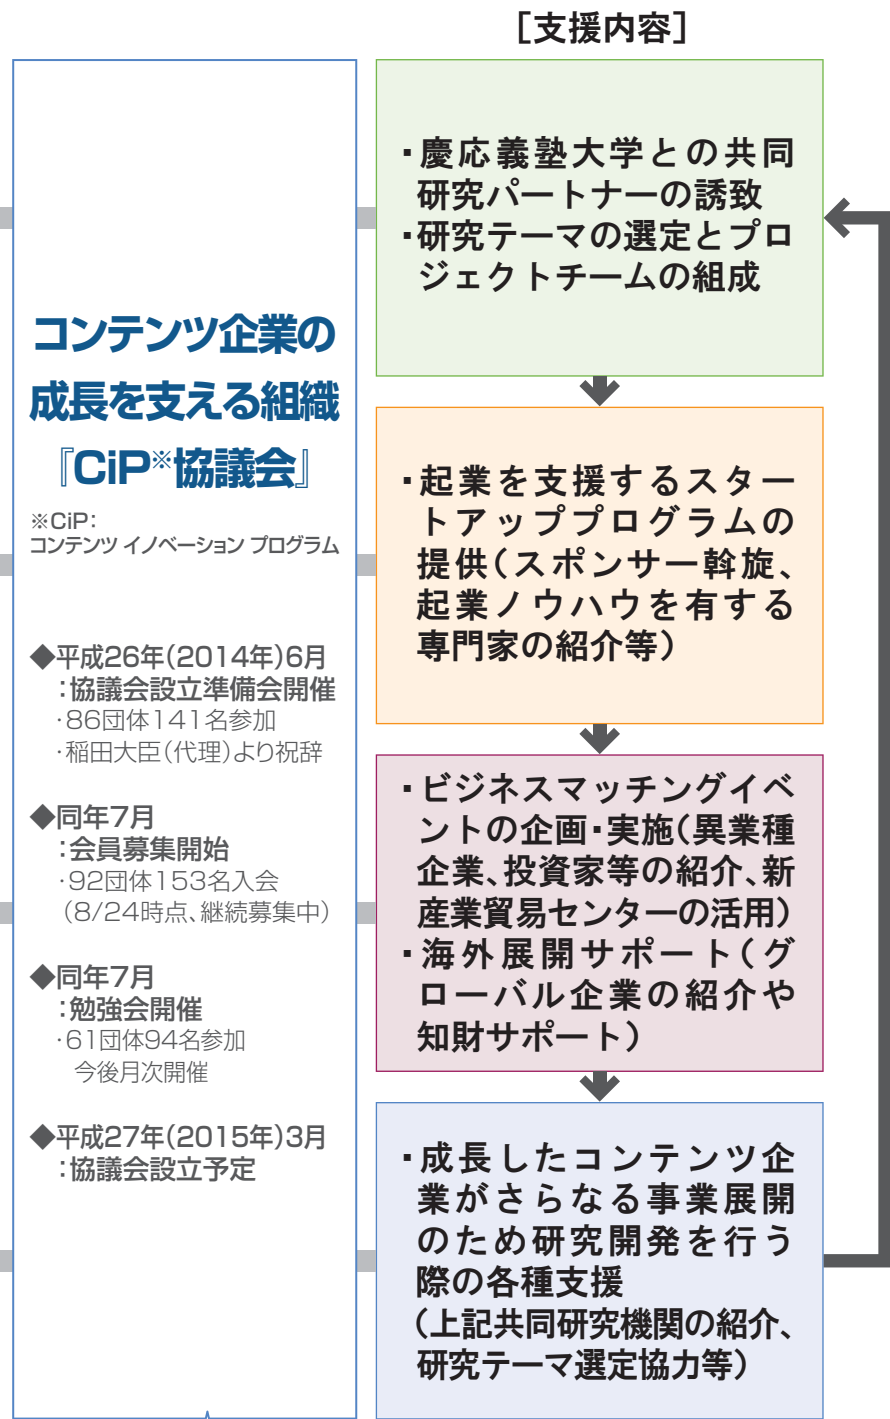 コンテンツ企業の
成長を支える組織
『CiP※協議会』
※CiP：
コンテンツ イノベーション プログラム
◆平成26年(2014年)6月
：協議会設立準備会開催
・86団体141名参加
・稲田大臣(代理)より祝辞
◆同年7月
：会員募集開始
・92団体153名入会
(8/24時点、継続募集中)
◆同年7月
：勉強会開催
・61団体94名参加
今後月次開催
◆平成27年(2015年)3月
：協議会設立予定
［支援内容］
・慶応義塾大学との共同
研究パートナーの誘致
・研究テーマの選定とプロ
ジェクトチームの組成
・起業を支援するスター
トアッププログラムの
提供(スポンサー斡旋、
起業ノウハウを有する
専門家の紹介等)
・ビジネスマッチングイベ
ントの企画・実施(異業種
企業、投資家等の紹介、新
産業貿易センターの活用)
・海外展開サポート(グ
ローバル企業の紹介や
知財サポート)
・成長したコンテンツ企
業がさらなる事業展開
のため研究開発を行う
際の各種支援
(上記共同研究機関の紹介、
研究テーマ選定協力等)